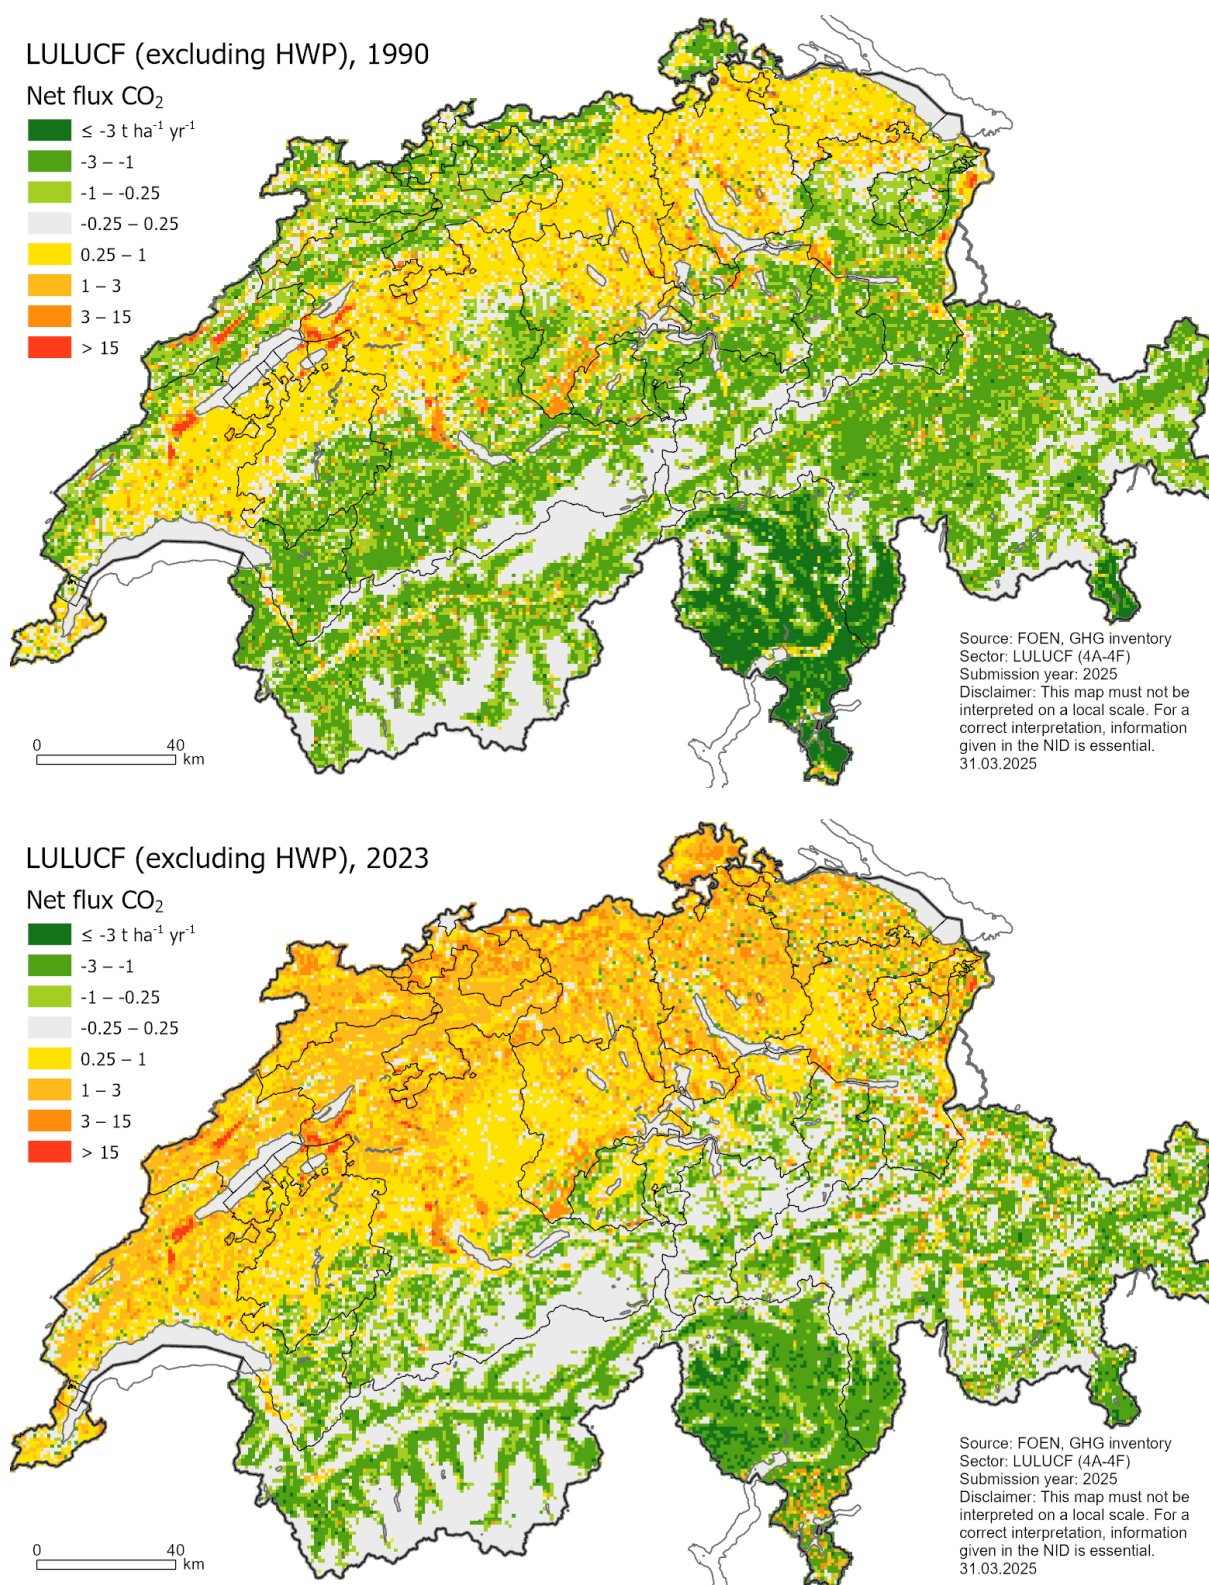 LULUCF (excluding HWP), 1990
Net flux CO₂
≤ -3 t ha⁻¹ yr⁻¹
-3 – -1
-1 – -0.25
-0.25 – 0.25
0.25 – 1
1 – 3
3 – 15
> 15
Source: FOEN, GHG inventory
Sector: LULUCF (4A-4F)
Submission year: 2025
Disclaimer: This map must not be
interpreted on a local scale. For a
correct interpretation, information
given in the NID is essential.
31.03.2025
0 40
km
LULUCF (excluding HWP), 2023
Net flux CO₂
≤ -3 t ha⁻¹ yr⁻¹
-3 – -1
-1 – -0.25
-0.25 – 0.25
0.25 – 1
1 – 3
3 – 15
> 15
Source: FOEN, GHG inventory
Sector: LULUCF (4A-4F)
Submission year: 2025
Disclaimer: This map must not be
interpreted on a local scale. For a
correct interpretation, information
given in the NID is essential.
31.03.2025
0 40
km